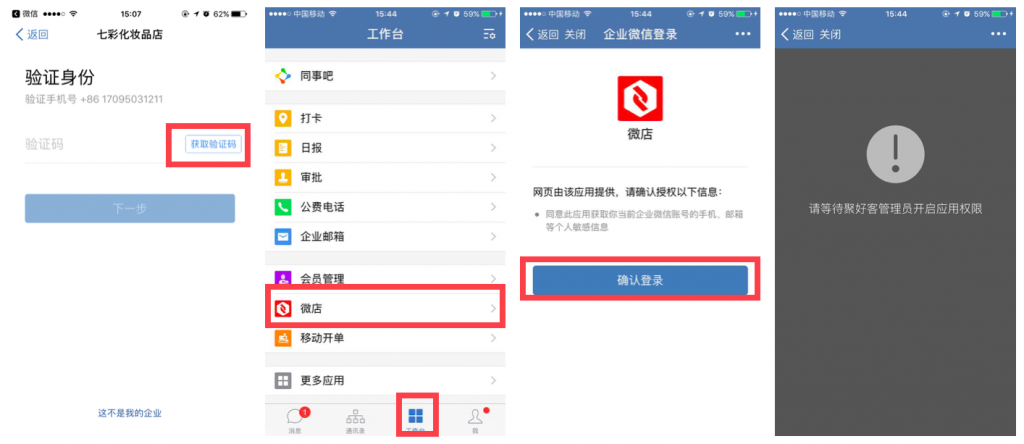 微信 15:07 62%
返回 七彩化妆品店
验证身份
验证手机号 +86 17095031211
验证码 获取验证码
下一步
这不是我的企业
中国移动 15:44 59%
工作台
同事吧
打卡
日报
审批
公费电话
企业邮箱
会员管理
微店
移动开单
更多应用
1
消息 通讯录 工作台 我
中国移动 15:44 59%
返回 关闭 企业微信登录
微店
网页由该应用提供，请确认授权以下信息：
同意此应用获取你当前企业微信账号的手机、邮箱
等个人敏感信息
确认登录
中国移动 15:44 59%
返回 关闭
请等待聚好客管理员开启应用权限